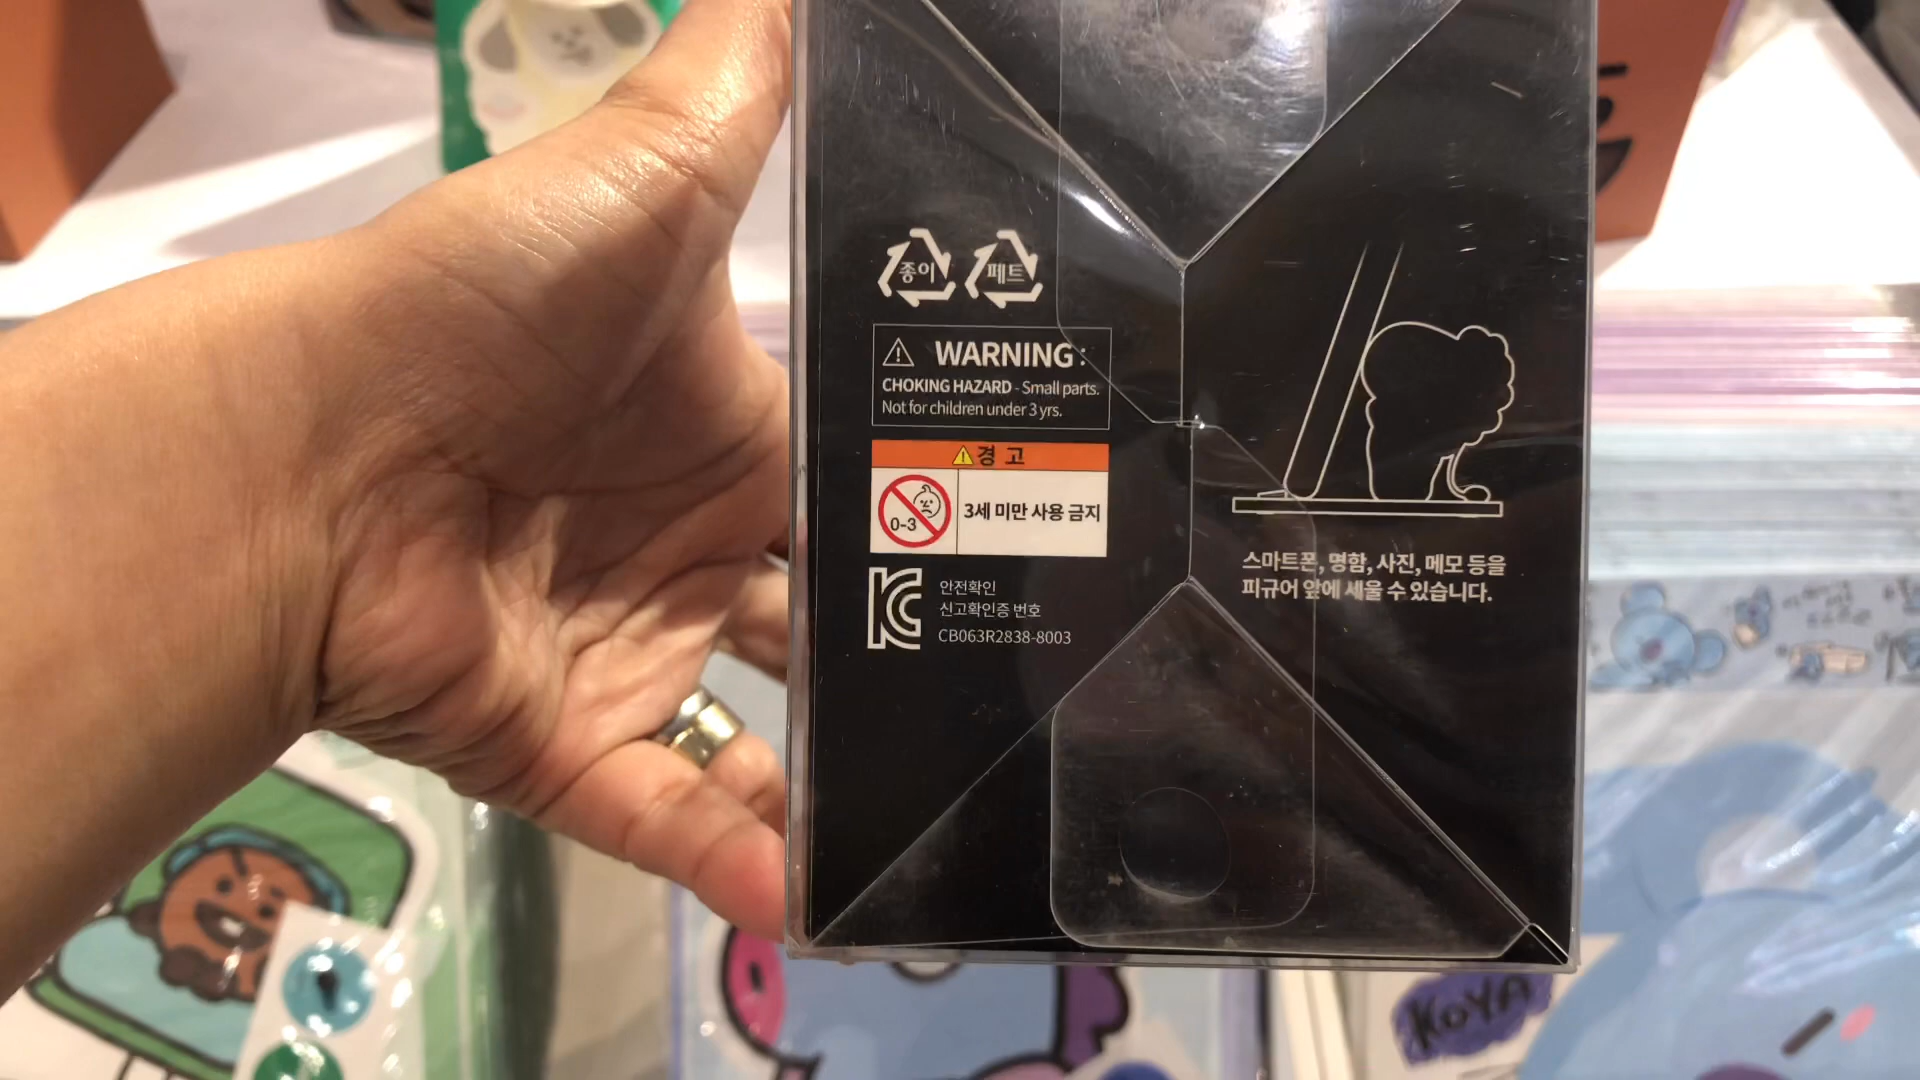 종이 페트
WARNING :
CHOKING HAZARD - Small parts.
Not for children under 3 yrs.
경 고
0-3
3세 미만 사용 금지
안전확인
신고확인증 번호
CB063R2838-8003
스마트폰, 명함, 사진, 메모 등을
피규어 앞에 세울 수 있습니다.
KOYA